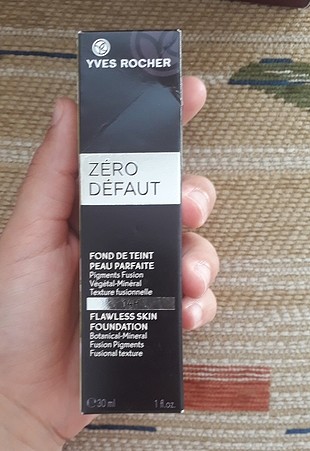 YVES ROCHER
ZÉRO
DÉFAUT
FOND DE TEINT
PEAU PARFAITE
Pigments Fusion
Végétal-Minéral
Texture fusionnelle
14H
FLAWLESS SKIN
FOUNDATION
Botanical-Mineral
Fusion Pigments
Fusional texture
℮30 ml 1 fl.oz.